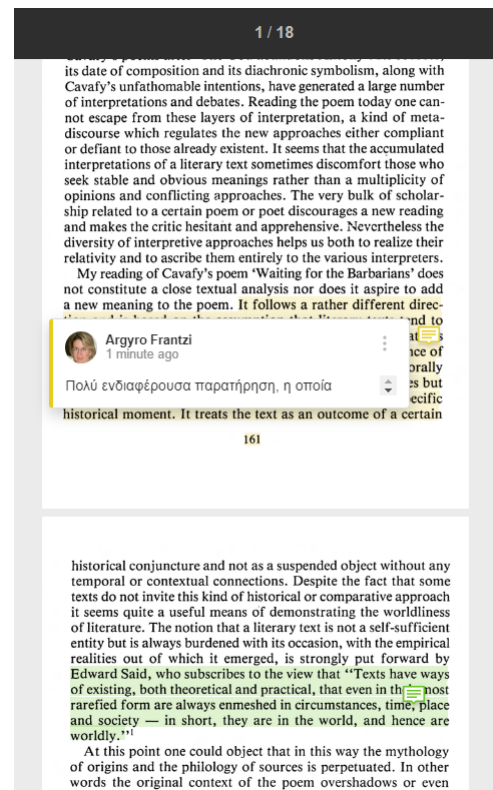 1 / 18
its date of composition and its diachronic symbolism, along with
Cavafy's unfathomable intentions, have generated a large number
of interpretations and debates. Reading the poem today one can-
not escape from these layers of interpretation, a kind of meta-
discourse which regulates the new approaches either compliant
or defiant to those already existent. It seems that the accumulated
interpretations of a literary text sometimes discomfort those who
seek stable and obvious meanings rather than a multiplicity of
opinions and conflicting approaches. The very bulk of scholar-
ship related to a certain poem or poet discourages a new reading
and makes the critic hesitant and apprehensive. Nevertheless the
diversity of interpretive approaches helps us both to realize their
relativity and to ascribe them entirely to the various interpreters.
My reading of Cavafy's poem 'Waiting for the Barbarians' does
not constitute a close textual analysis nor does it aspire to add
a new meaning to the poem. It follows a rather different direc-
Argyro Frantzi
1 minute ago
Πολύ ενδιαφέρουσα παρατήρηση, η οποία
historical moment. It treats the text as an outcome of a certain
161
historical conjuncture and not as a suspended object without any
temporal or contextual connections. Despite the fact that some
texts do not invite this kind of historical or comparative approach
it seems quite a useful means of demonstrating the worldliness
of literature. The notion that a literary text is not a self-sufficient
entity but is always burdened with its occasion, with the empirical
realities out of which it emerged, is strongly put forward by
Edward Said, who subscribes to the view that "Texts have ways
of existing, both theoretical and practical, that even in their most
rarefied form are always enmeshed in circumstances, time, place
and society — in short, they are in the world, and hence are
worldly."1
At this point one could object that in this way the mythology
of origins and the philology of sources is perpetuated. In other
words the original context of the poem overshadows or even